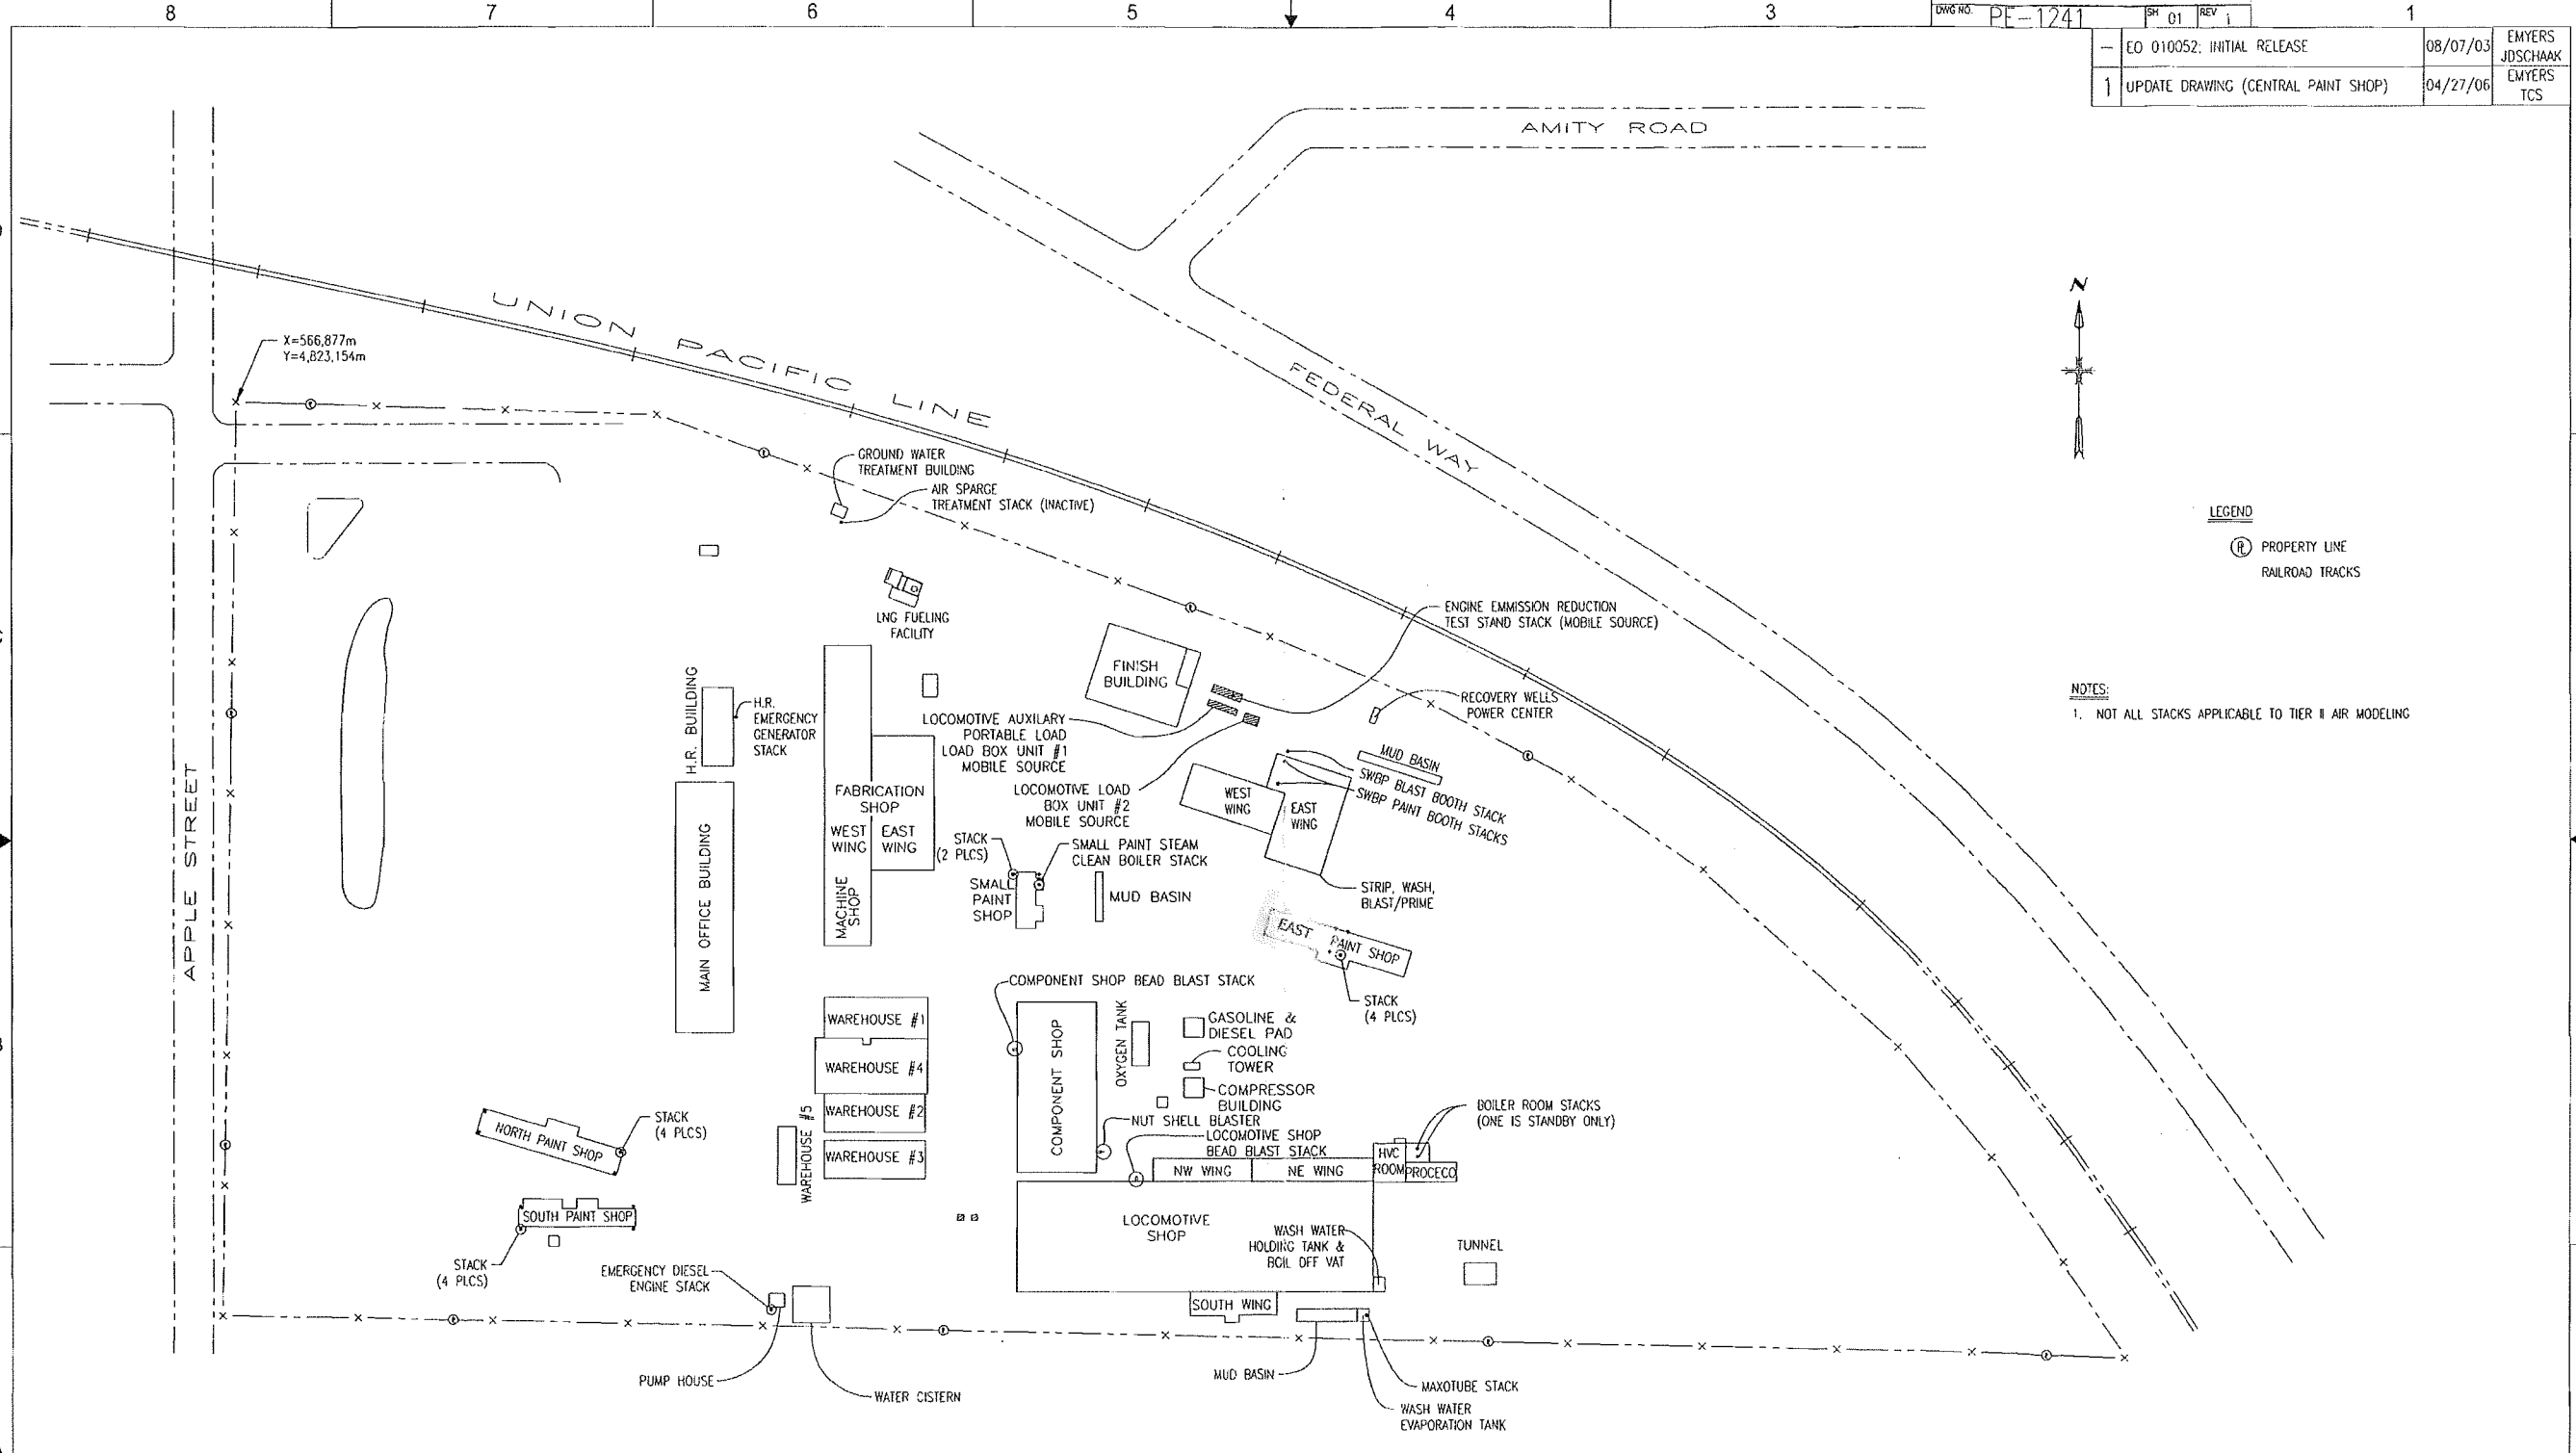 8
7
6
5
4
3
DWG NO. PE-1241
SH 01
REV 1
1
— EO 010052; INITIAL RELEASE 08/07/03 EMYERS
JDSCHAAK
1 UPDATE DRAWING (CENTRAL PAINT SHOP) 04/27/06 EMYERS
TCS
AMITY ROAD
UNION PACIFIC LINE
FEDERAL WAY
N
X=566,877m
Y=4,823,154m
GROUND WATER
TREATMENT BUILDING
AIR SPARGE
TREATMENT STACK (INACTIVE)
LEGEND
PROPERTY LINE
RAILROAD TRACKS
NOTES:
1. NOT ALL STACKS APPLICABLE TO TIER II AIR MODELING
LNG FUELING
FACILITY
ENGINE EMMISSION REDUCTION
TEST STAND STACK (MOBILE SOURCE)
FINISH
BUILDING
RECOVERY WELLS
POWER CENTER
H.R. BUILDING
H.R.
EMERGENCY
GENERATOR
STACK
LOCOMOTIVE AUXILARY
PORTABLE LOAD
LOAD BOX UNIT #1
MOBILE SOURCE
LOCOMOTIVE LOAD
BOX UNIT #2
MOBILE SOURCE
MUD BASIN
SWBP BLAST BOOTH STACK
SWBP PAINT BOOTH STACKS
WEST
WING
EAST
WING
STRIP, WASH,
BLAST/PRIME
FABRICATION
SHOP
WEST
WING
EAST
WING
MACHINE
SHOP
MAIN OFFICE BUILDING
APPLE STREET
STACK
(2 PLCS)
SMALL PAINT STEAM
CLEAN BOILER STACK
SMALL
PAINT
SHOP
MUD BASIN
EAST PAINT SHOP
STACK
(4 PLCS)
COMPONENT SHOP BEAD BLAST STACK
COMPONENT SHOP
OXYGEN TANK
GASOLINE &
DIESEL PAD
COOLING
TOWER
COMPRESSOR
BUILDING
NUT SHELL BLASTER
LOCOMOTIVE SHOP
BEAD BLAST STACK
BOILER ROOM STACKS
(ONE IS STANDBY ONLY)
WAREHOUSE #1
WAREHOUSE #4
WAREHOUSE #2
WAREHOUSE #3
WAREHOUSE #5
NORTH PAINT SHOP
STACK
(4 PLCS)
SOUTH PAINT SHOP
STACK
(4 PLCS)
NW WING
NE WING
HVC
ROOM
PROCECO
LOCOMOTIVE
SHOP
WASH WATER
HOLDING TANK &
BOIL OFF VAT
TUNNEL
EMERGENCY DIESEL
ENGINE STACK
SOUTH WING
PUMP HOUSE
WATER CISTERN
MUD BASIN
MAXOTUBE STACK
WASH WATER
EVAPORATION TANK